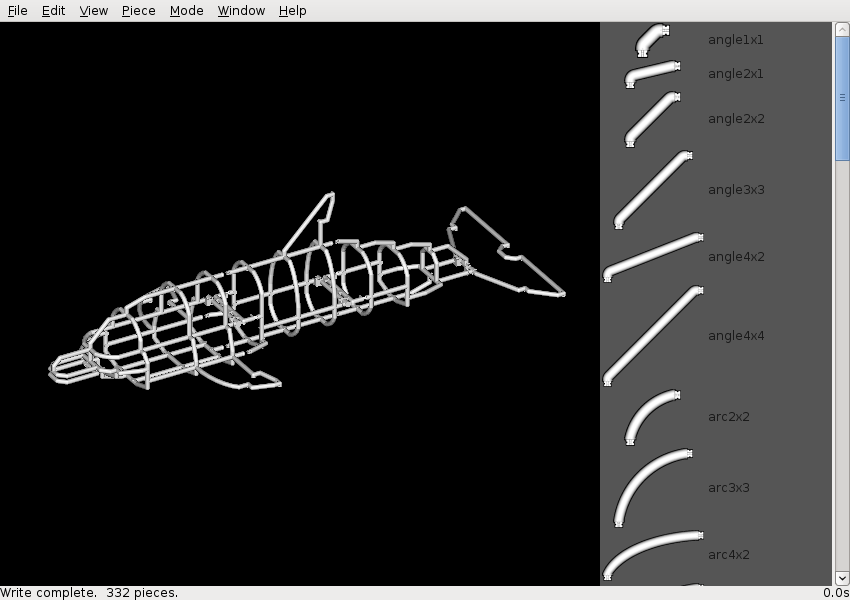 File Edit View Piece Mode Window Help
angle1x1
angle2x1
angle2x2
angle3x3
angle4x2
angle4x4
arc2x2
arc3x3
arc4x2
Write complete.  332 pieces. 0.0s